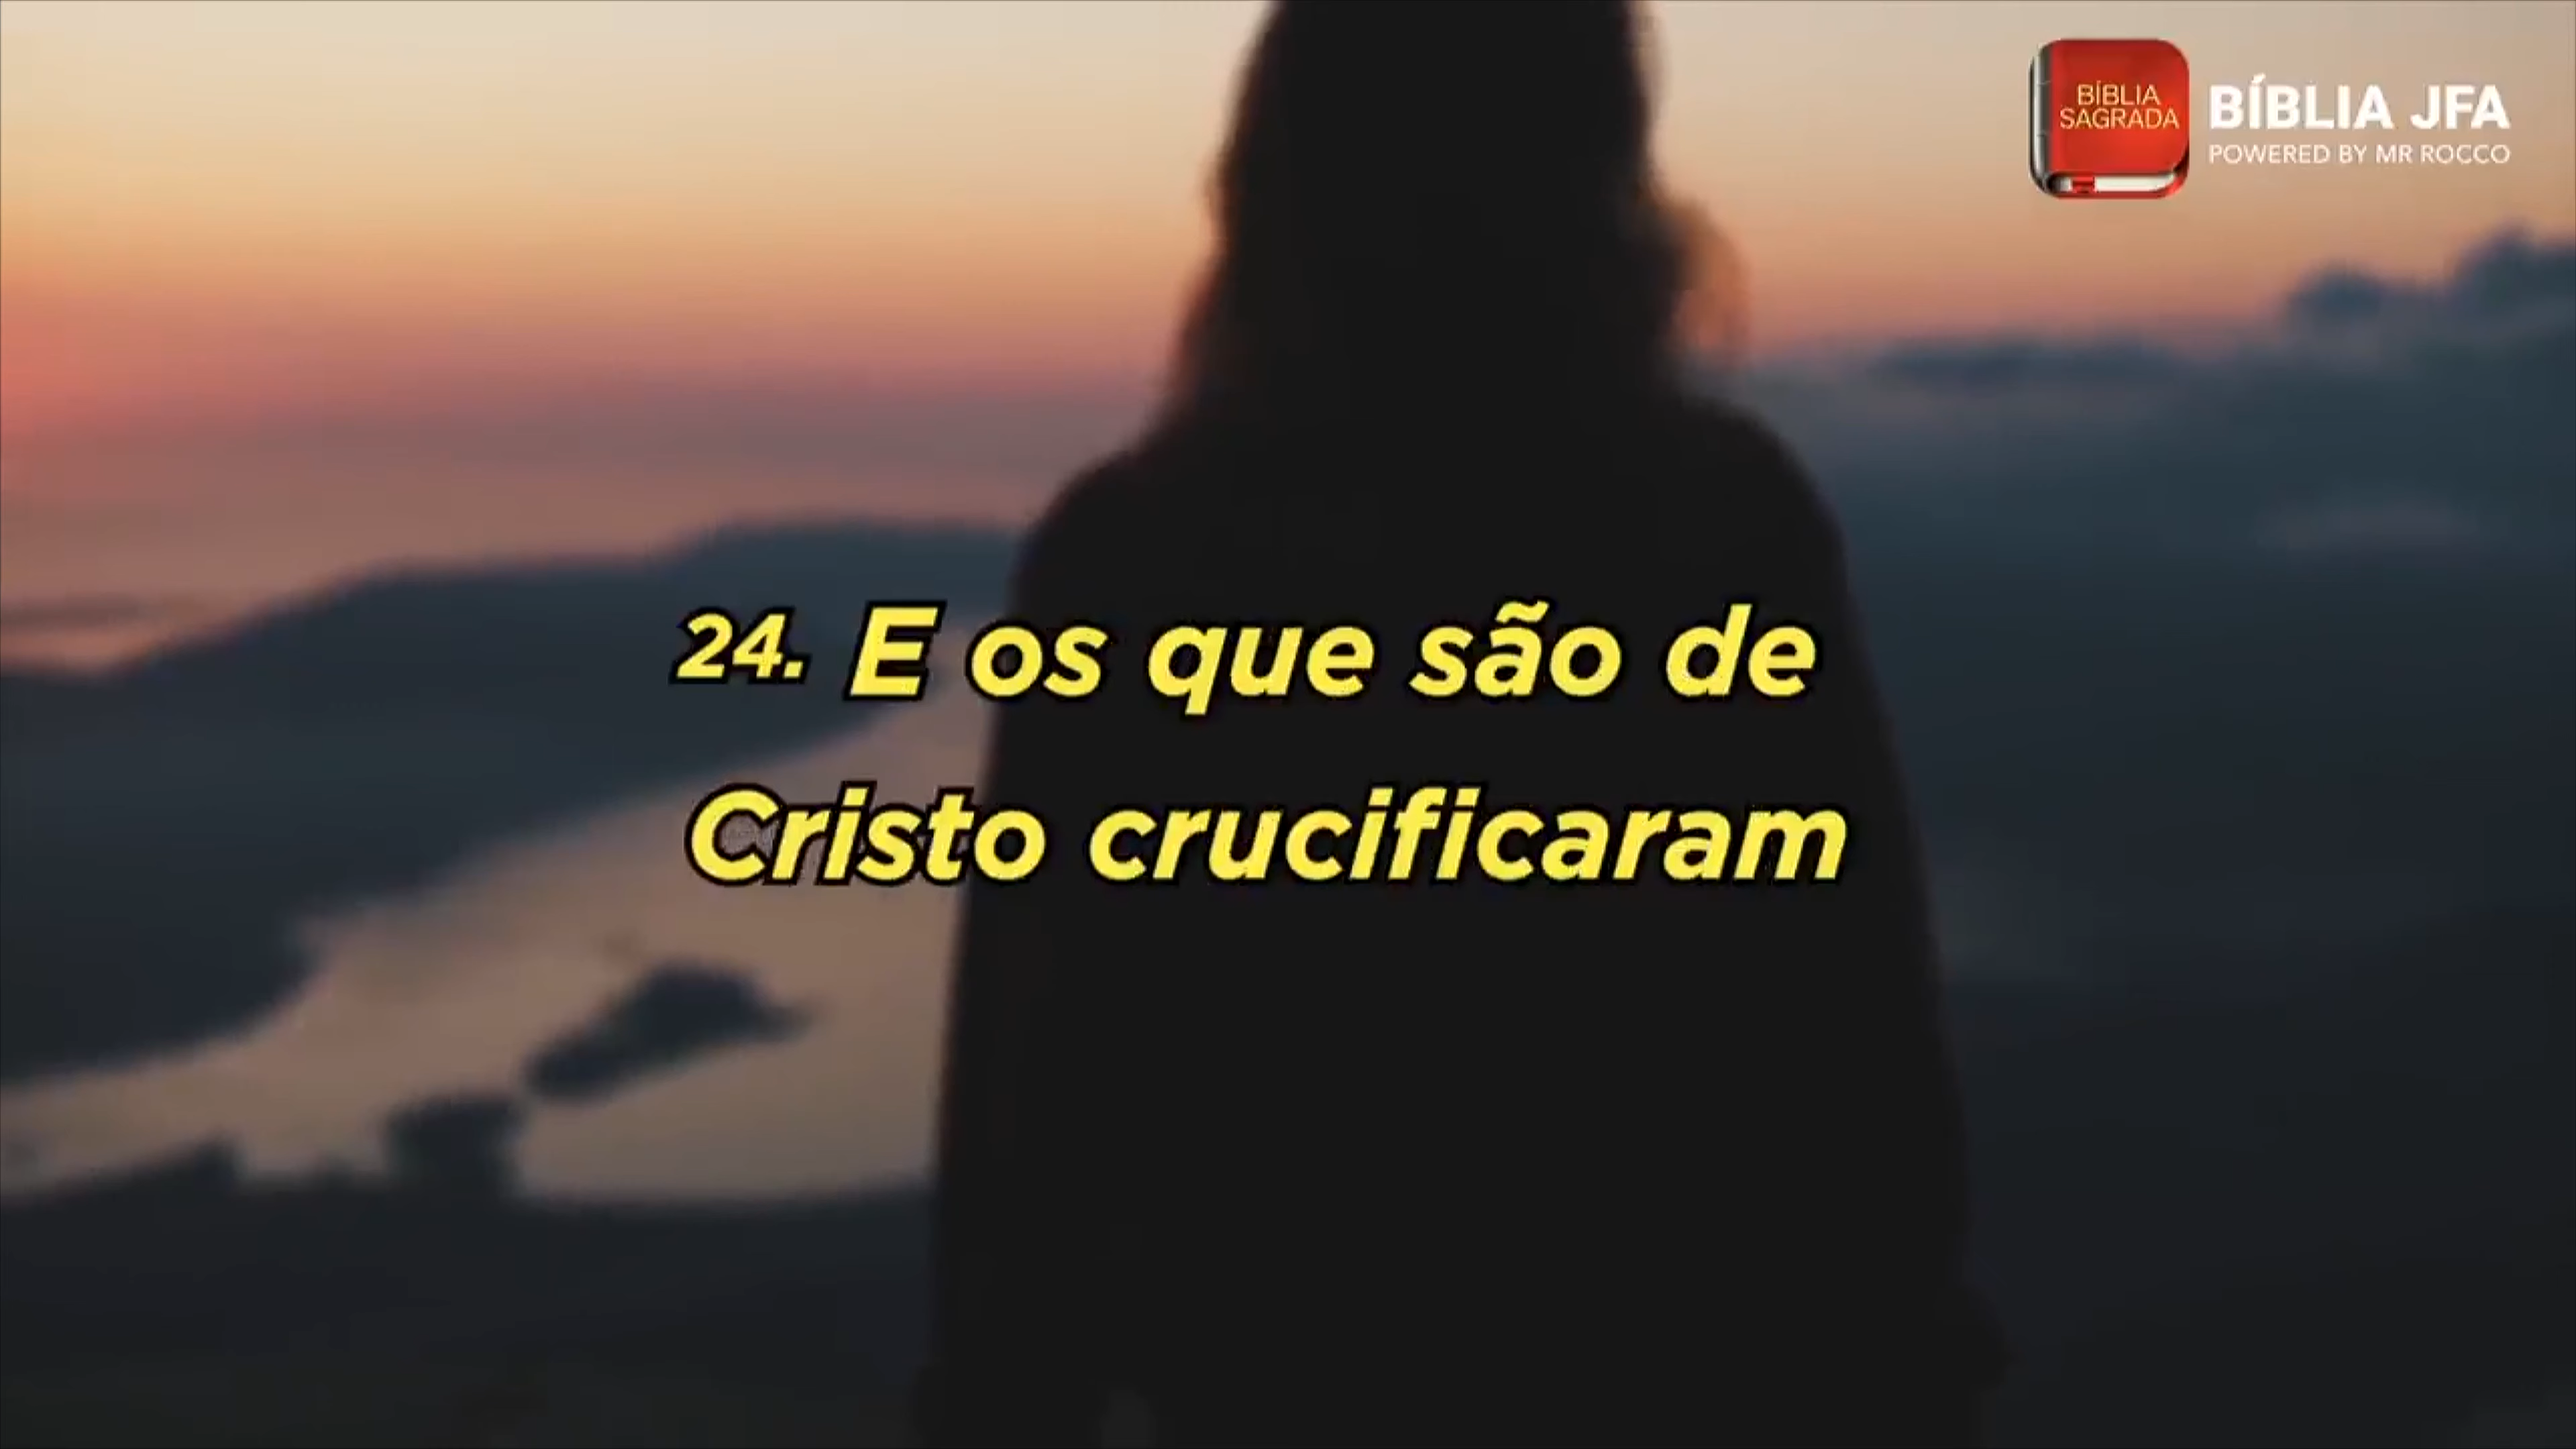 BÍBLIA
SAGRADA
BÍBLIA JFA
POWERED BY MR ROCCO
24. E os que são de
Cristo crucificaram